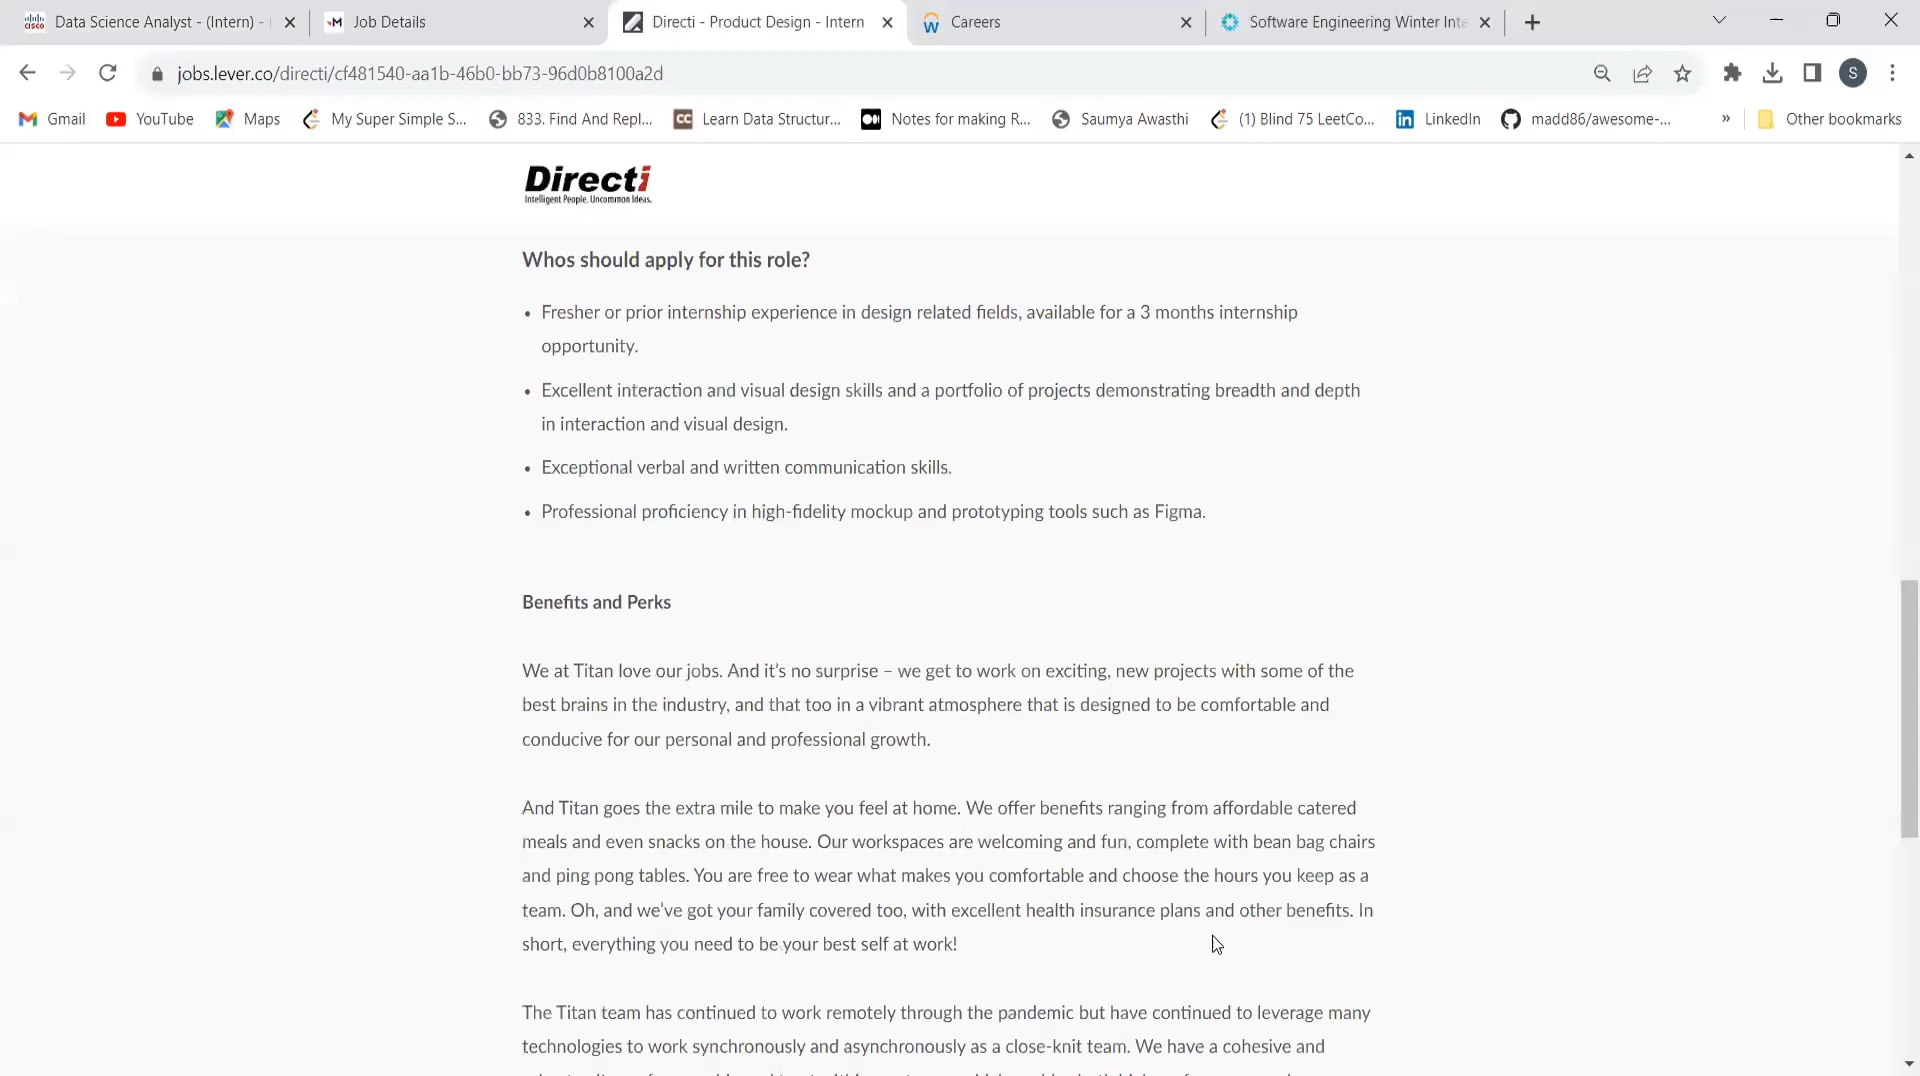 Data Science Analyst - (Intern) -
Job Details
Directi - Product Design - Intern
Careers
Software Engineering Winter Inte
jobs.lever.co/directi/cf481540-aa1b-46b0-bb73-96d0b8100a2d
S
Gmail
YouTube
Maps
My Super Simple S...
833. Find And Repl...
CC
Learn Data Structur...
Notes for making R...
Saumya Awasthi
(1) Blind 75 LeetCo...
LinkedIn
madd86/awesome-...
»
Other bookmarks
Directi
Intelligent People. Uncommon Ideas.
Whos should apply for this role?
• Fresher or prior internship experience in design related fields, available for a 3 months internship
opportunity.
• Excellent interaction and visual design skills and a portfolio of projects demonstrating breadth and depth
in interaction and visual design.
• Exceptional verbal and written communication skills.
• Professional proficiency in high-fidelity mockup and prototyping tools such as Figma.
Benefits and Perks
We at Titan love our jobs. And it's no surprise – we get to work on exciting, new projects with some of the
best brains in the industry, and that too in a vibrant atmosphere that is designed to be comfortable and
conducive for our personal and professional growth.
And Titan goes the extra mile to make you feel at home. We offer benefits ranging from affordable catered
meals and even snacks on the house. Our workspaces are welcoming and fun, complete with bean bag chairs
and ping pong tables. You are free to wear what makes you comfortable and choose the hours you keep as a
team. Oh, and we've got your family covered too, with excellent health insurance plans and other benefits. In
short, everything you need to be your best self at work!
The Titan team has continued to work remotely through the pandemic but have continued to leverage many
technologies to work synchronously and asynchronously as a close-knit team. We have a cohesive and